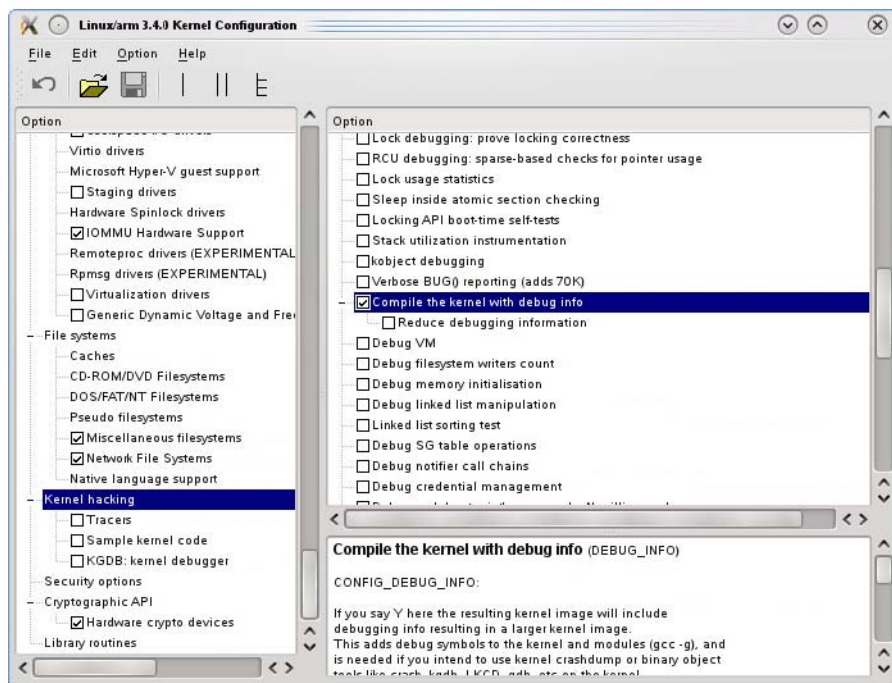 Linux/arm 3.4.0 Kernel Configuration
File Edit Option Help
Option
Virtio drivers
Microsoft Hyper-V guest support
Staging drivers
Hardware Spinlock drivers
IOMMU Hardware Support
Remoteproc drivers (EXPERIMENTAL
Rpmsg drivers (EXPERIMENTAL)
Virtualization drivers
Generic Dynamic Voltage and Fre
File systems
Caches
CD-ROM/DVD Filesystems
DOS/FAT/NT Filesystems
Pseudo filesystems
Miscellaneous filesystems
Network File Systems
Native language support
Kernel hacking
Tracers
Sample kernel code
KGDB: kernel debugger
Security options
Cryptographic API
Hardware crypto devices
Library routines
Option
Lock debugging: prove locking correctness
RCU debugging: sparse-based checks for pointer usage
Lock usage statistics
Sleep inside atomic section checking
Locking API boot-time self-tests
Stack utilization instrumentation
kobject debugging
Verbose BUG() reporting (adds 70K)
Compile the kernel with debug info
Reduce debugging information
Debug VM
Debug filesystem writers count
Debug memory initialisation
Debug linked list manipulation
Linked list sorting test
Debug SG table operations
Debug notifier call chains
Debug credential management
Compile the kernel with debug info (DEBUG_INFO)
CONFIG_DEBUG_INFO:
If you say Y here the resulting kernel image will include
debugging info resulting in a larger kernel image.
This adds debug symbols to the kernel and modules (gcc -g), and
is needed if you intend to use kernel crashdump or binary object
tools like crash, kgdb, LKCD, gdb, etc on the kernel.